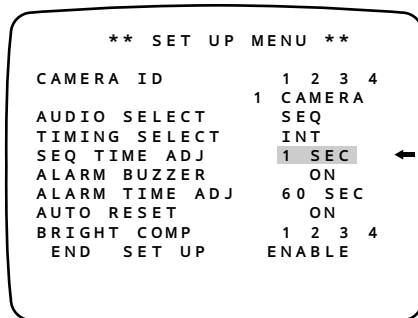 ** SET UP MENU **
CAMERA ID 1 2 3 4
1 CAMERA
AUDIO SELECT SEQ
TIMING SELECT INT
SEQ TIME ADJ 1 SEC
ALARM BUZZER ON
ALARM TIME ADJ 60 SEC
AUTO RESET ON
BRIGHT COMP 1 2 3 4
END SET UP ENABLE